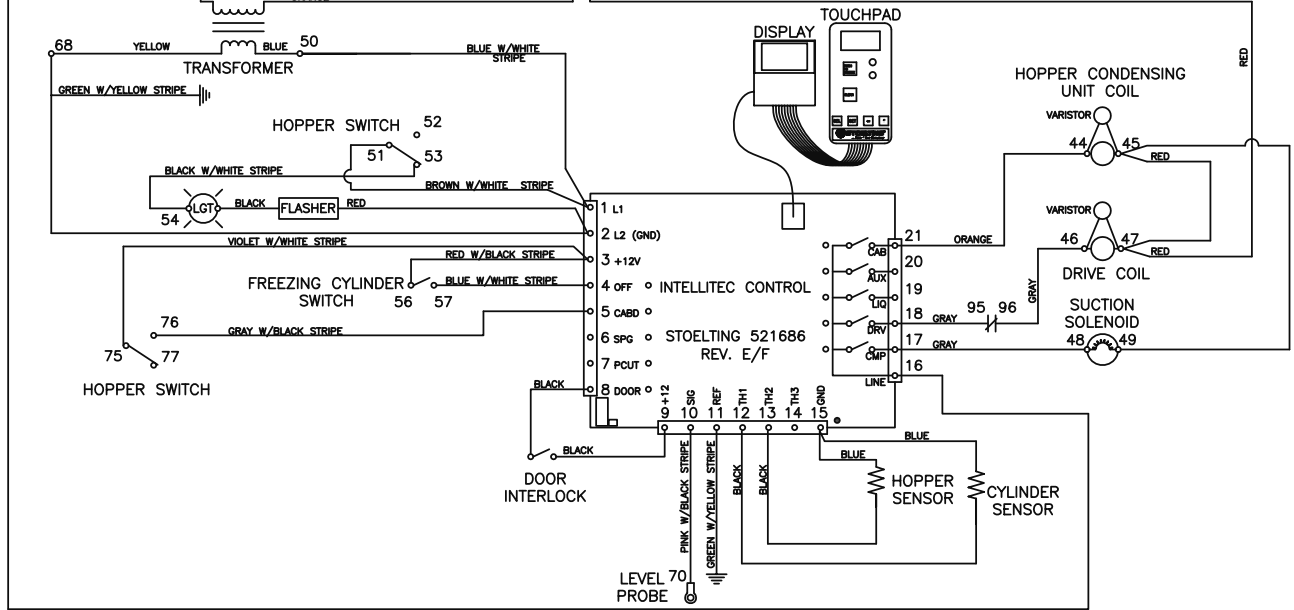 TOUCHPAD
DISPLAY
68
YELLOW
BLUE
50
BLUE W/WHITE
STRIPE
TRANSFORMER
RED
HOPPER CONDENSING
UNIT COIL
GREEN W/YELLOW STRIPE
VARISTOR
HOPPER SWITCH
52
51
53
44
45
RED
BLACK W/WHITE STRIPE
BROWN W/WHITE STRIPE
54
LGT
BLACK
FLASHER
RED
1 L1
VARISTOR
2 L2 (GND)
21
ORANGE
46
47
RED
VIOLET W/WHITE STRIPE
CAB
RED W/BLACK STRIPE
3 +12V
20
DRIVE COIL
FREEZING CYLINDER
SWITCH
56
57
BLUE W/WHITE STRIPE
4 OFF
INTELLITEC CONTROL
AUX
19
GRAY
SUCTION
SOLENOID
76
GRAY W/BLACK STRIPE
5 CABD
LIQ
18
GRAY
95
96
75
77
6 SPG
STOELTING 521686
REV. E/F
DRV
17
GRAY
48
49
HOPPER SWITCH
7 PCUT
CMP
16
BLACK
8 DOOR
LINE
+12
SIG
REF
TH1
TH2
TH3
GND
9
10
11
12
13
14
15
BLUE
BLACK
BLUE
DOOR
INTERLOCK
PINK W/BLACK STRIPE
GREEN W/YELLOW STRIPE
BLACK
BLACK
HOPPER
SENSOR
CYLINDER
SENSOR
LEVEL
PROBE
70